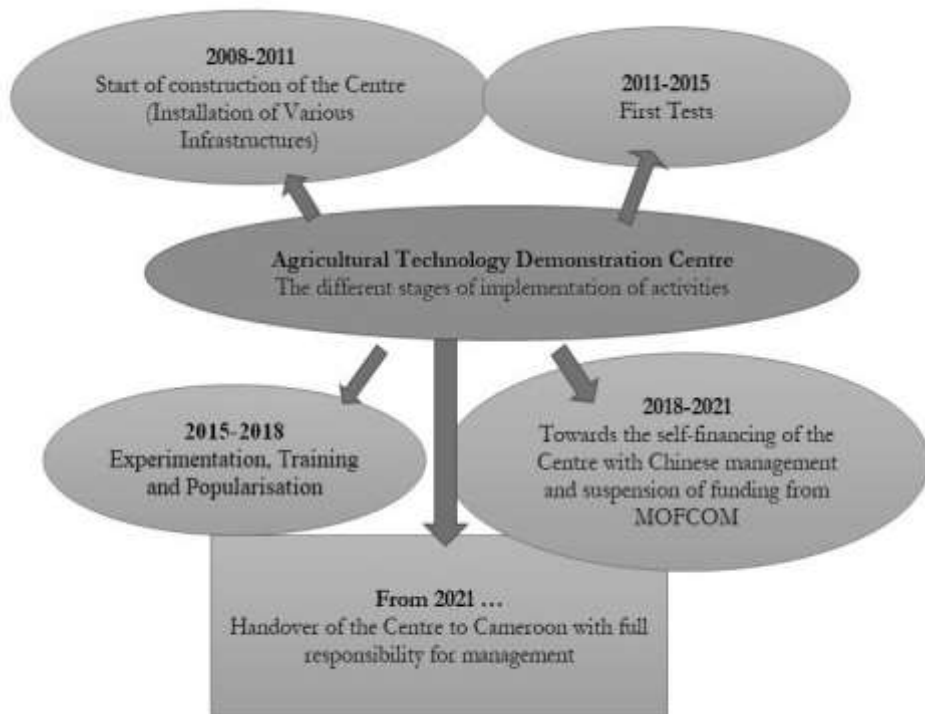 2008-2011
Start of construction of the Centre
(Installation of Various
Infrastructures)
2011-2015
First Tests
Agricultural Technology Demonstration Centre
The different stages of implementation of activities
2015-2018
Experimentation, Training
and Popularisation
2018-2021
Towards the self-financing of the
Centre with Chinese management
and suspension of funding from
MOFCOM
From 2021 …
Handover of the Centre to Cameroon with full
responsibility for management